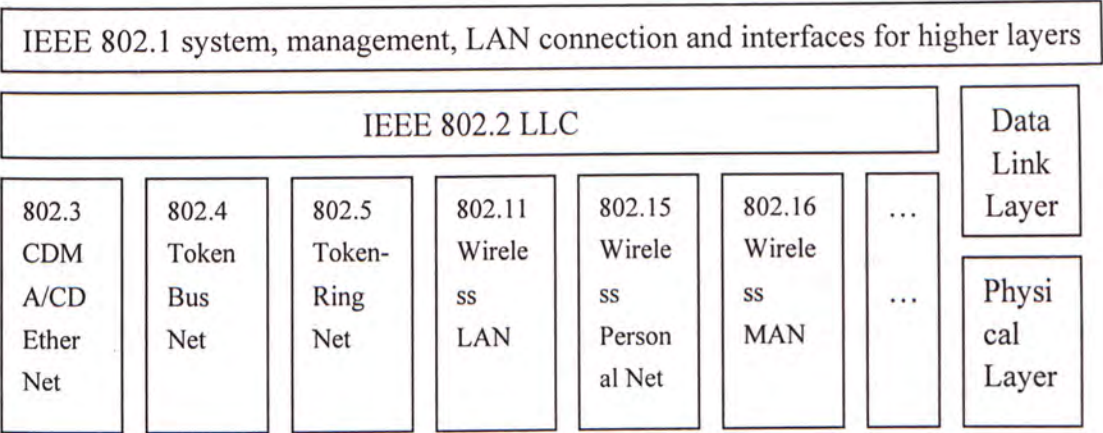 IEEE 802.1 system, management, LAN connection and interfaces for higher layers
IEEE 802.2 LLC
Data
Link
Layer
802.3
CDM
A/CD
Ether
Net
802.4
Token
Bus
Net
802.5
Token-
Ring
Net
802.11
Wirele
ss
LAN
802.15
Wirele
ss
Person
al Net
802.16
Wirele
ss
MAN
…
…
Physi
cal
Layer